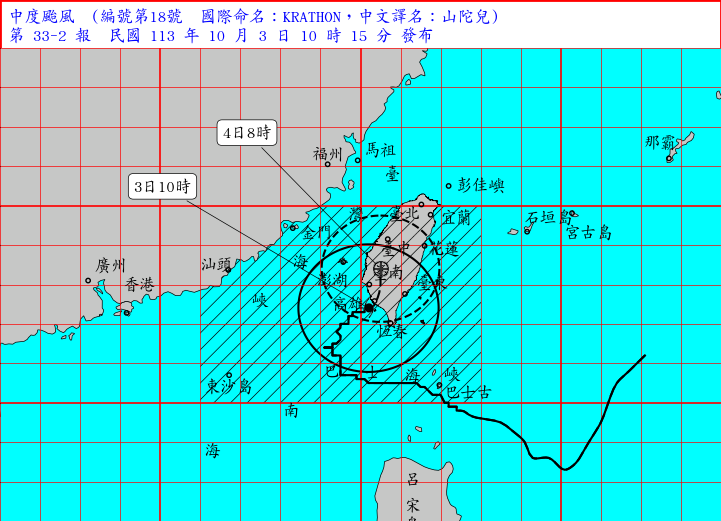 中度颱風 (編號第18號 國際命名：KRATHON，中文譯名：山陀兒)
第 33-2 報 民國 113 年 10 月 3 日 10 時 15 分 發布
4日8時
那霸
福州
馬祖
臺
3日10時
彭佳嶼
灣
臺北
宜蘭
石垣島
宮古島
金門
臺中
花蓮
廣州
汕頭
海
香港
澎湖
臺南
臺東
峽
高雄
恆春
東沙島
巴
士
海
峽
巴士古
南
海
呂
宋
島